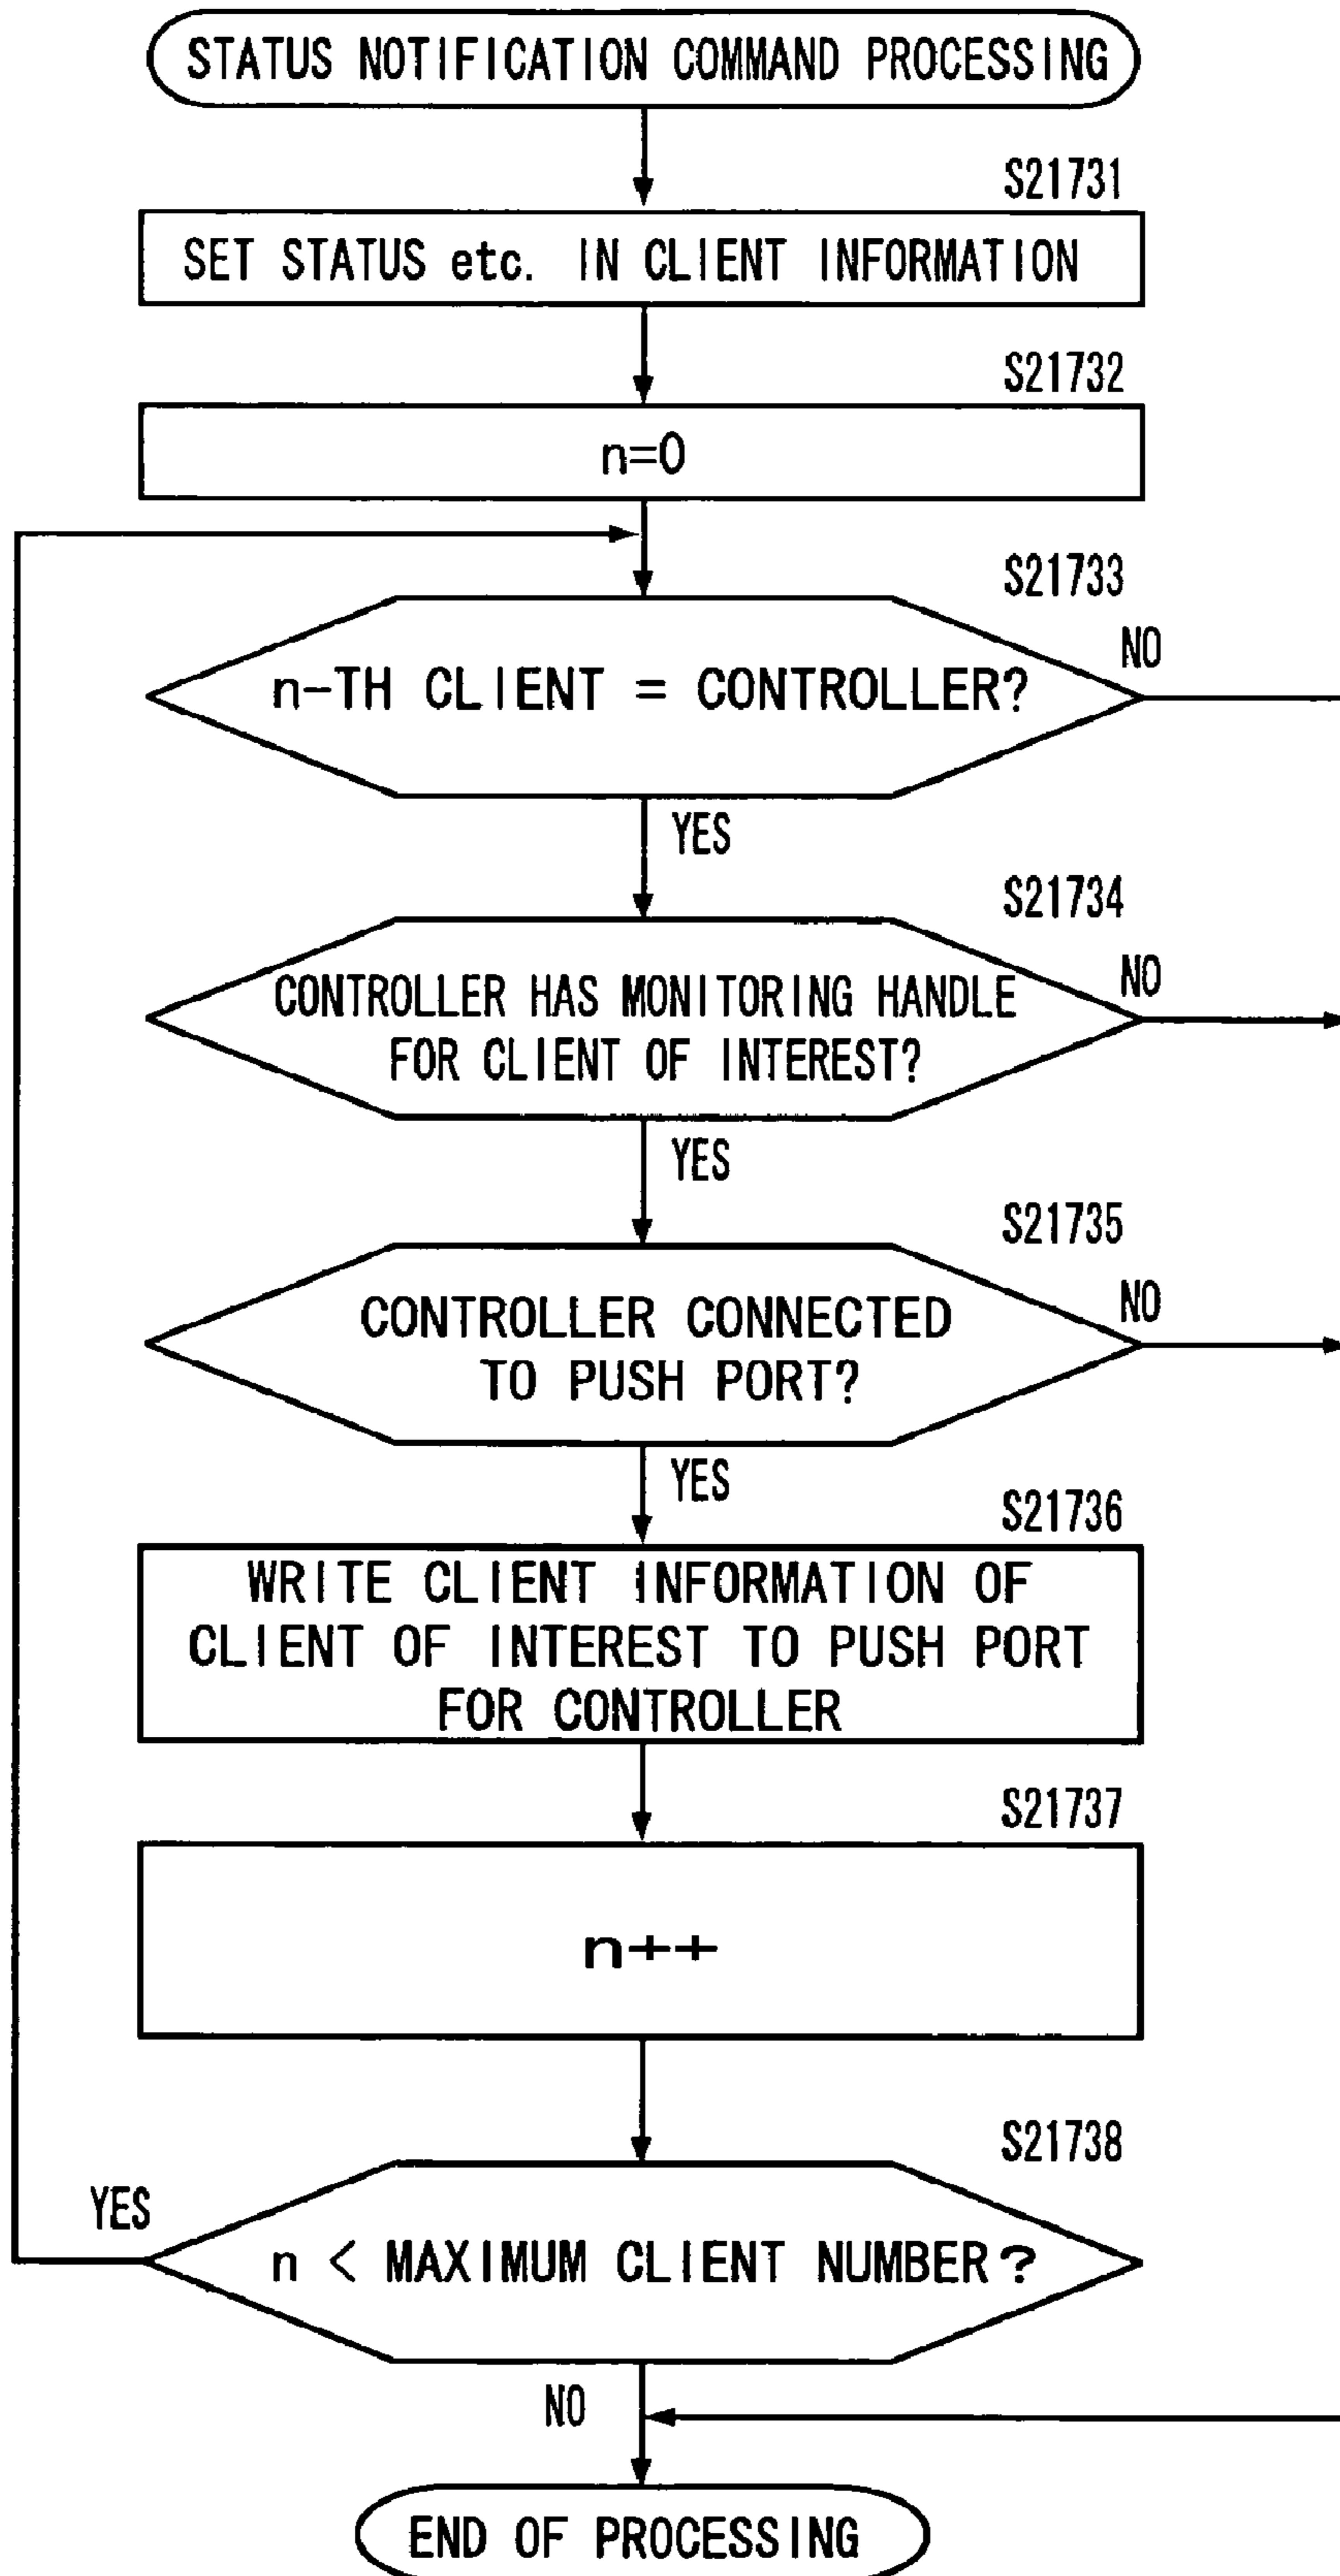 STATUS NOTIFICATION COMMAND PROCESSING
S21731
SET STATUS etc. IN CLIENT INFORMATION
S21732
n=0
S21733
n-TH CLIENT = CONTROLLER?
NO
YES
S21734
CONTROLLER HAS MONITORING HANDLE
FOR CLIENT OF INTEREST?
NO
YES
S21735
CONTROLLER CONNECTED
TO PUSH PORT?
NO
YES
S21736
WRITE CLIENT INFORMATION OF
CLIENT OF INTEREST TO PUSH PORT
FOR CONTROLLER
S21737
n++
S21738
YES
n < MAXIMUM CLIENT NUMBER?
NO
END OF PROCESSING